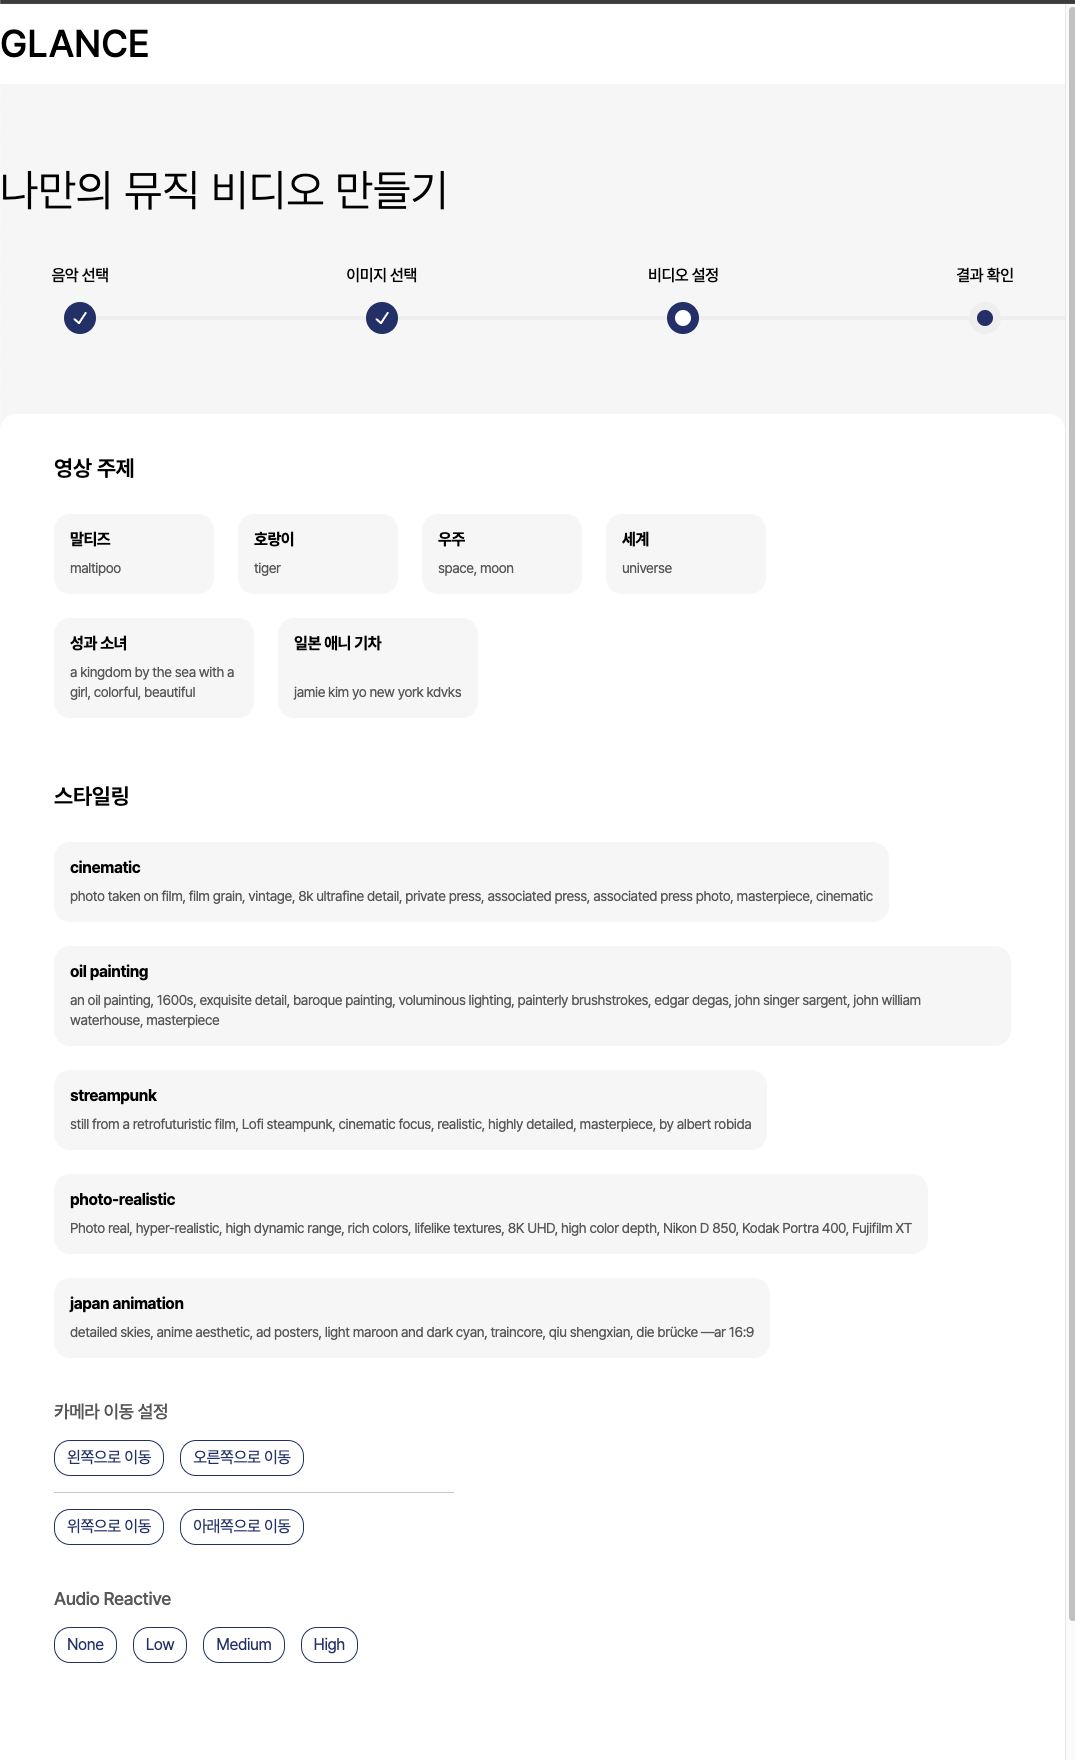 GLANCE
나만의 뮤직 비디오 만들기
음악 선택
이미지 선택
비디오 설정
결과 확인
영상 주제
말티즈
maltipoo
호랑이
tiger
우주
space, moon
세계
universe
성과 소녀
a kingdom by the sea with a
girl, colorful, beautiful
일본 애니 기차
jamie kim yo new york kdvks
스타일링
cinematic
photo taken on film, film grain, vintage, 8k ultrafine detail, private press, associated press, associated press photo, masterpiece, cinematic
oil painting
an oil painting, 1600s, exquisite detail, baroque painting, voluminous lighting, painterly brushstrokes, edgar degas, john singer sargent, john william
waterhouse, masterpiece
streampunk
still from a retrofuturistic film, Lofi steampunk, cinematic focus, realistic, highly detailed, masterpiece, by albert robida
photo-realistic
Photo real, hyper-realistic, high dynamic range, rich colors, lifelike textures, 8K UHD, high color depth, Nikon D 850, Kodak Portra 400, Fujifilm XT
japan animation
detailed skies, anime aesthetic, ad posters, light maroon and dark cyan, traincore, qiu shengxian, die brücke —ar 16:9
카메라 이동 설정
왼쪽으로 이동
오른쪽으로 이동
위쪽으로 이동
아래쪽으로 이동
Audio Reactive
None
Low
Medium
High